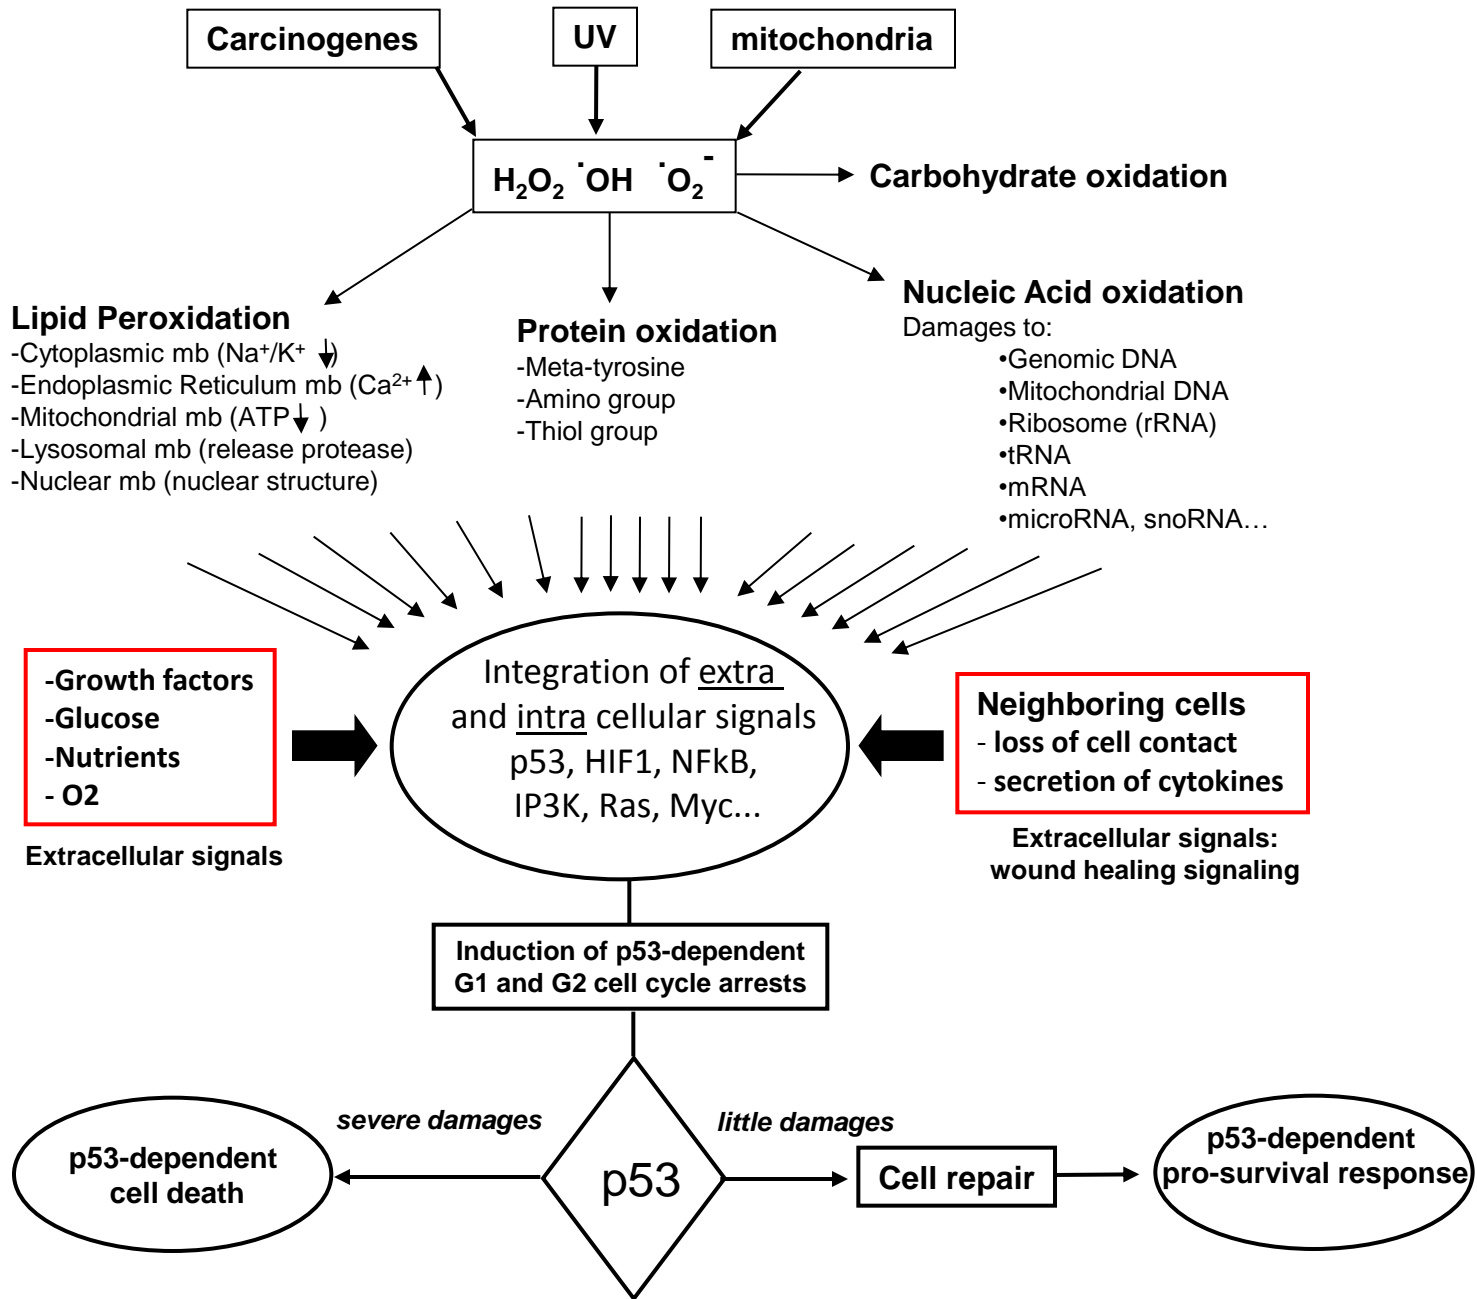 Carcinogenes
UV
mitochondria
H₂O₂ ˙OH ˙O₂⁻
Carbohydrate oxidation
Lipid Peroxidation
-Cytoplasmic mb (Na⁺/K⁺ ↓)
-Endoplasmic Reticulum mb (Ca²⁺ ↑)
-Mitochondrial mb (ATP ↓ )
-Lysosomal mb (release protease)
-Nuclear mb (nuclear structure)
Protein oxidation
-Meta-tyrosine
-Amino group
-Thiol group
Nucleic Acid oxidation
Damages to:
•Genomic DNA
•Mitochondrial DNA
•Ribosome (rRNA)
•tRNA
•mRNA
•microRNA, snoRNA…
-Growth factors
-Glucose
-Nutrients
- O2
Extracellular signals
Integration of extra
and intra cellular signals
p53, HIF1, NFkB,
IP3K, Ras, Myc...
Neighboring cells
- loss of cell contact
- secretion of cytokines
Extracellular signals:
wound healing signaling
Induction of p53-dependent
G1 and G2 cell cycle arrests
severe damages
little damages
p53-dependent
cell death
p53
Cell repair
p53-dependent
pro-survival response